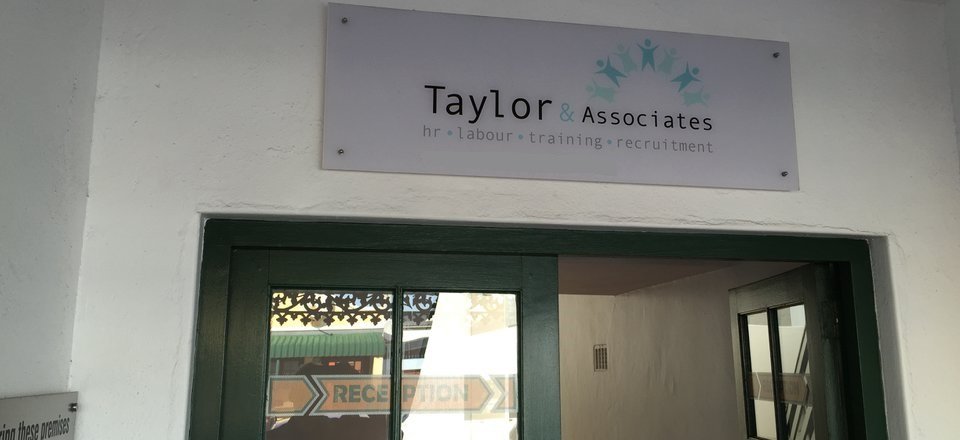 Taylor & Associates
hr • labour • training • recruitment
RECEPTION
these premises